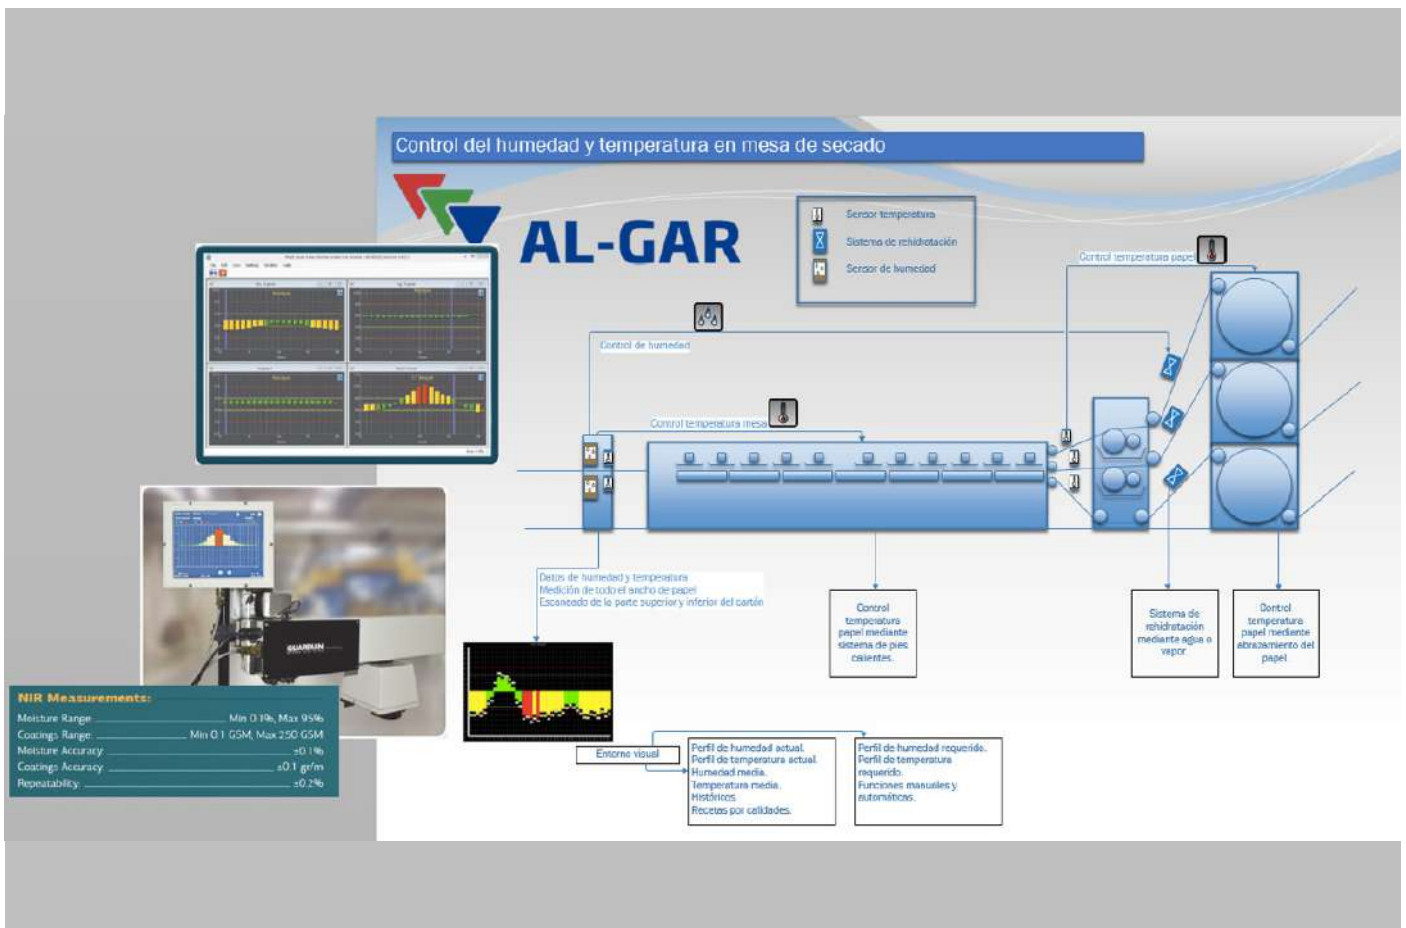 Control del humedad y temperatura en mesa de secado
AL-GAR
Sensor temperatura
Sistema de rehidratación
Sensor de humedad
Control temperatura papel
Control de humedad
Control temperatura mesa
Datos de humedad y temperatura
Medición de todo el ancho de papel
Escaneado de la parte superior y inferior del cartón
Control
temperatura
papel mediante
sistema de pies
calientes.
Sistema de
rehidratación
mediante agua o
vapor
Control
temperatura
papel mediante
abrazamiento del
papel
GUARDIAN
NIR Measurements:
Moisture Range: Min 0.1%, Max 95%
Coatings Range: Min 0.1 GSM, Max 250 GSM
Moisture Accuracy: ±0.1%
Coatings Accuracy: ±0.1 gr/m
Repeatability: ±0.2%
Entorno visual
Perfil de humedad actual.
Perfil de temperatura actual.
Humedad media.
Temperatura media.
Históricos
Recetas por calidades.
Perfil de humedad requerido.
Perfil de temperatura
requerido.
Funciones manuales y
automáticas.